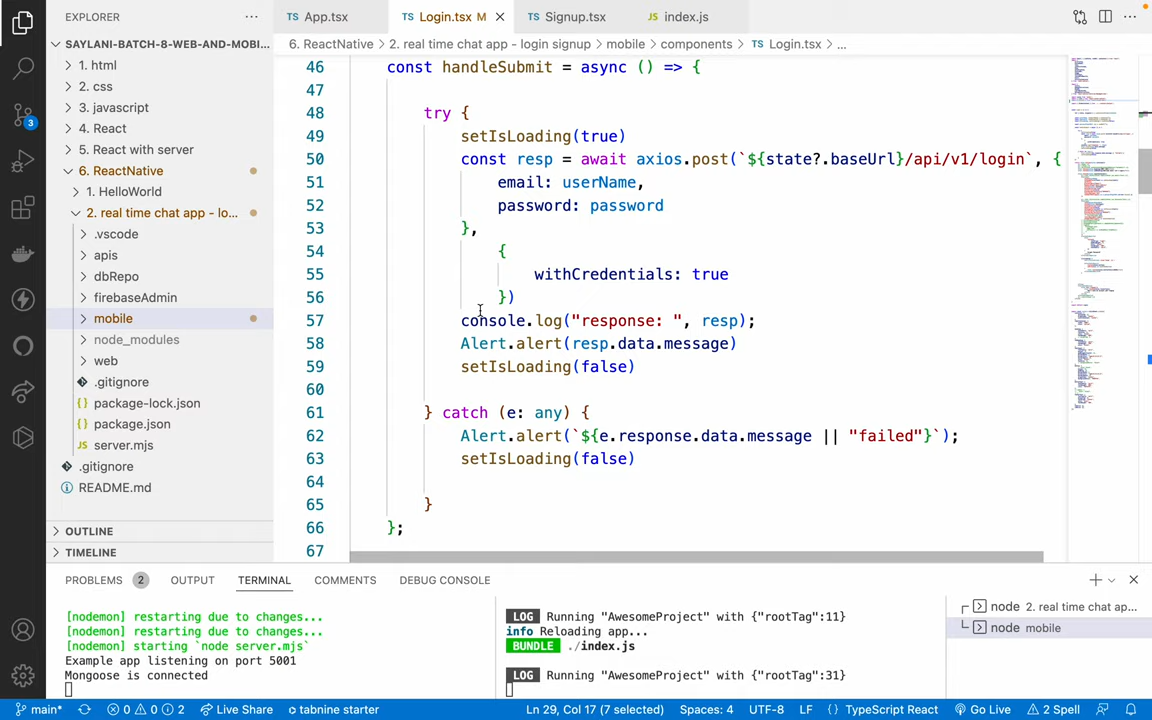 EXPLORER
App.tsx
Login.tsx M
Signup.tsx
JS index.js
SAYLANI-BATCH-8-WEB-AND-MOBI...
6. ReactNative > 2. real time chat app - login signup > mobile > components > Login.tsx > ...
1. html
2. css
3. javascript
4. React
5. React with server
6. ReactNative
1. HelloWorld
2. real time chat app - lo...
.vscode
apis
dbRepo
firebaseAdmin
mobile
node_modules
web
.gitignore
package-lock.json
package.json
JS server.mjs
.gitignore
README.md
OUTLINE
TIMELINE
3
46 const handleSubmit = async () => {
47
48 try {
49 setIsLoading(true)
50 const resp = await axios.post(`${state?.baseUrl}/api/v1/login`, {
51 email: userName,
52 password: password
53 },
54 {
55 withCredentials: true
56 })
57 console.log("response: ", resp);
58 Alert.alert(resp.data.message)
59 setIsLoading(false)
60
61 } catch (e: any) {
62 Alert.alert(`${e.response.data.message || "failed"}`);
63 setIsLoading(false)
64
65 }
66 };
67
PROBLEMS 2 OUTPUT TERMINAL COMMENTS DEBUG CONSOLE
[nodemon] restarting due to changes...
[nodemon] restarting due to changes...
[nodemon] starting `node server.mjs`
Example app listening on port 5001
Mongoose is connected
LOG Running "AwesomeProject" with {"rootTag":11}
info Reloading app...
BUNDLE ./index.js
LOG Running "AwesomeProject" with {"rootTag":31}
node 2. real time chat ap...
node mobile
main* 0 0 2 Live Share tabnine starter Ln 29, Col 17 (7 selected) Spaces: 4 UTF-8 LF {} TypeScript React Go Live 2 Spell